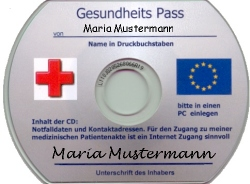 Gesundheits Pass
von Maria Mustermann
Name in Druckbuchstaben
bitte in einen
PC einlegen
Inhalt der CD:
Notfalldaten und Kontaktadressen. Für den Zugang zu meiner
medizinischen Patientenakte ist ein Internet Zugang sinnvoll
Maria Mustermann
Unterschrift des Inhabers